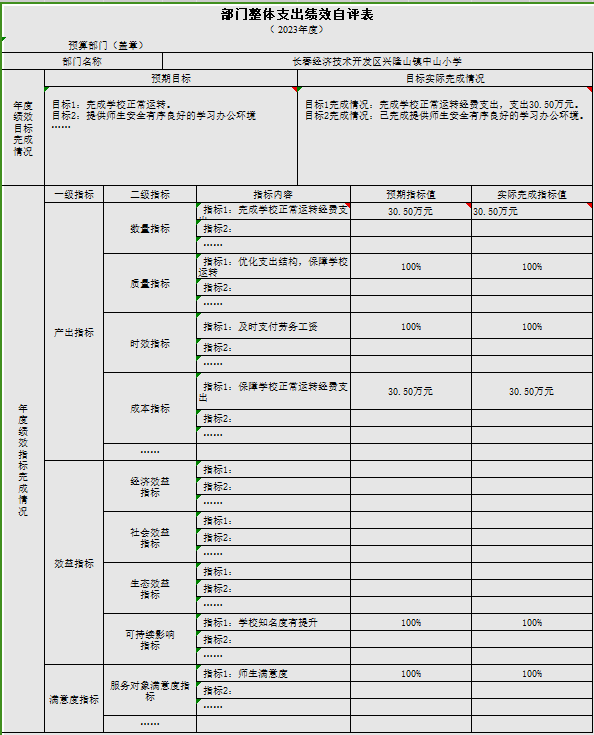 部门整体支出绩效自评表
（ 2023年度）
预算部门（盖章）
部门名称 长春经济技术开发区兴隆山镇中山小学
年度绩效目标完成情况
预期目标 目标实际完成情况
目标1：完成学校正常运转。
目标2：提供师生安全有序良好的学习办公环境
……
目标1完成情况：完成学校正常运转经费支出，支出30.50万元。
目标2完成情况：已完成提供师生安全有序良好的学习办公环境。
年度绩效指标完成情况
一级指标 二级指标 指标内容 预期指标值 实际完成指标值
产出指标
数量指标
指标1：完成学校正常运转经费支 30.50万元 30.50万元
指标2：
……
质量指标
指标1：优化支出结构，保障学校
运转 100% 100%
指标2：
……
时效指标
指标1：及时支付劳务工资 100% 100%
指标2：
……
成本指标
指标1：保障学校正常运转经费支
出 30.50万元 30.50万元
指标2：
……
……
效益指标
经济效益
指标
指标1：
指标2：
……
社会效益
指标
指标1：
指标2：
……
生态效益
指标
指标1：
指标2：
……
可持续影响
指标
指标1：学校知名度有提升 100% 100%
指标2：
……
满意度指标
服务对象满意度指
标
指标1：师生满意度 100% 100%
指标2：
……
……